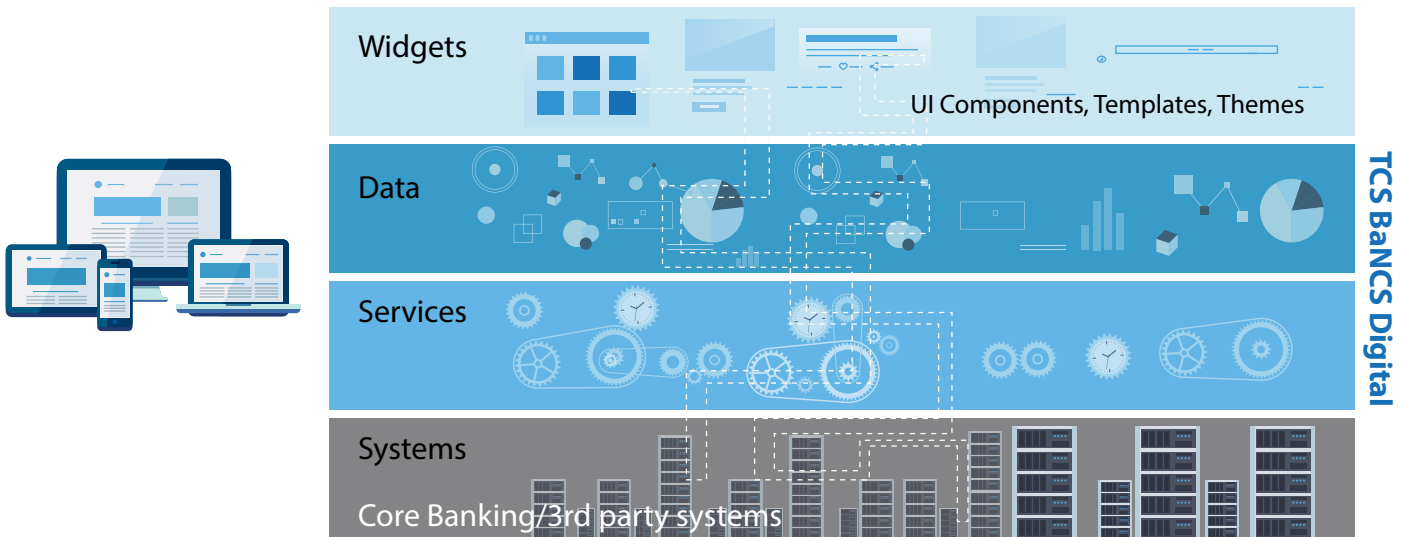 Widgets
UI Components, Templates, Themes
Data
Services
Systems
Core Banking/3rd party systems
TCS BaNCS Digital